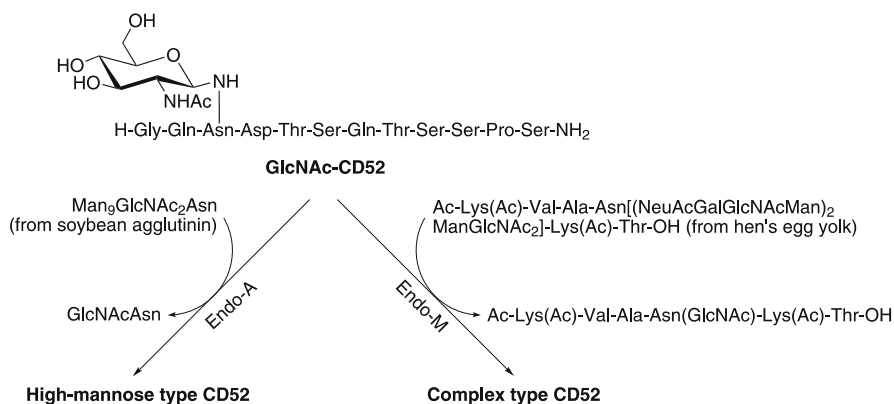 OH
HO
HO
O
NH
NHAc
H-Gly-Gln-Asn-Asp-Thr-Ser-Gln-Thr-Ser-Ser-Pro-Ser-NH₂
GlcNAc-CD52
Man₉GlcNAc₂Asn
(from soybean agglutinin)
Ac-Lys(Ac)-Val-Ala-Asn[(NeuAcGalGlcNAcMan)₂
ManGlcNAc₂]-Lys(Ac)-Thr-OH (from hen's egg yolk)
Endo-A
Endo-M
GlcNAcAsn
Ac-Lys(Ac)-Val-Ala-Asn(GlcNAc)-Lys(Ac)-Thr-OH
High-mannose type CD52
Complex type CD52